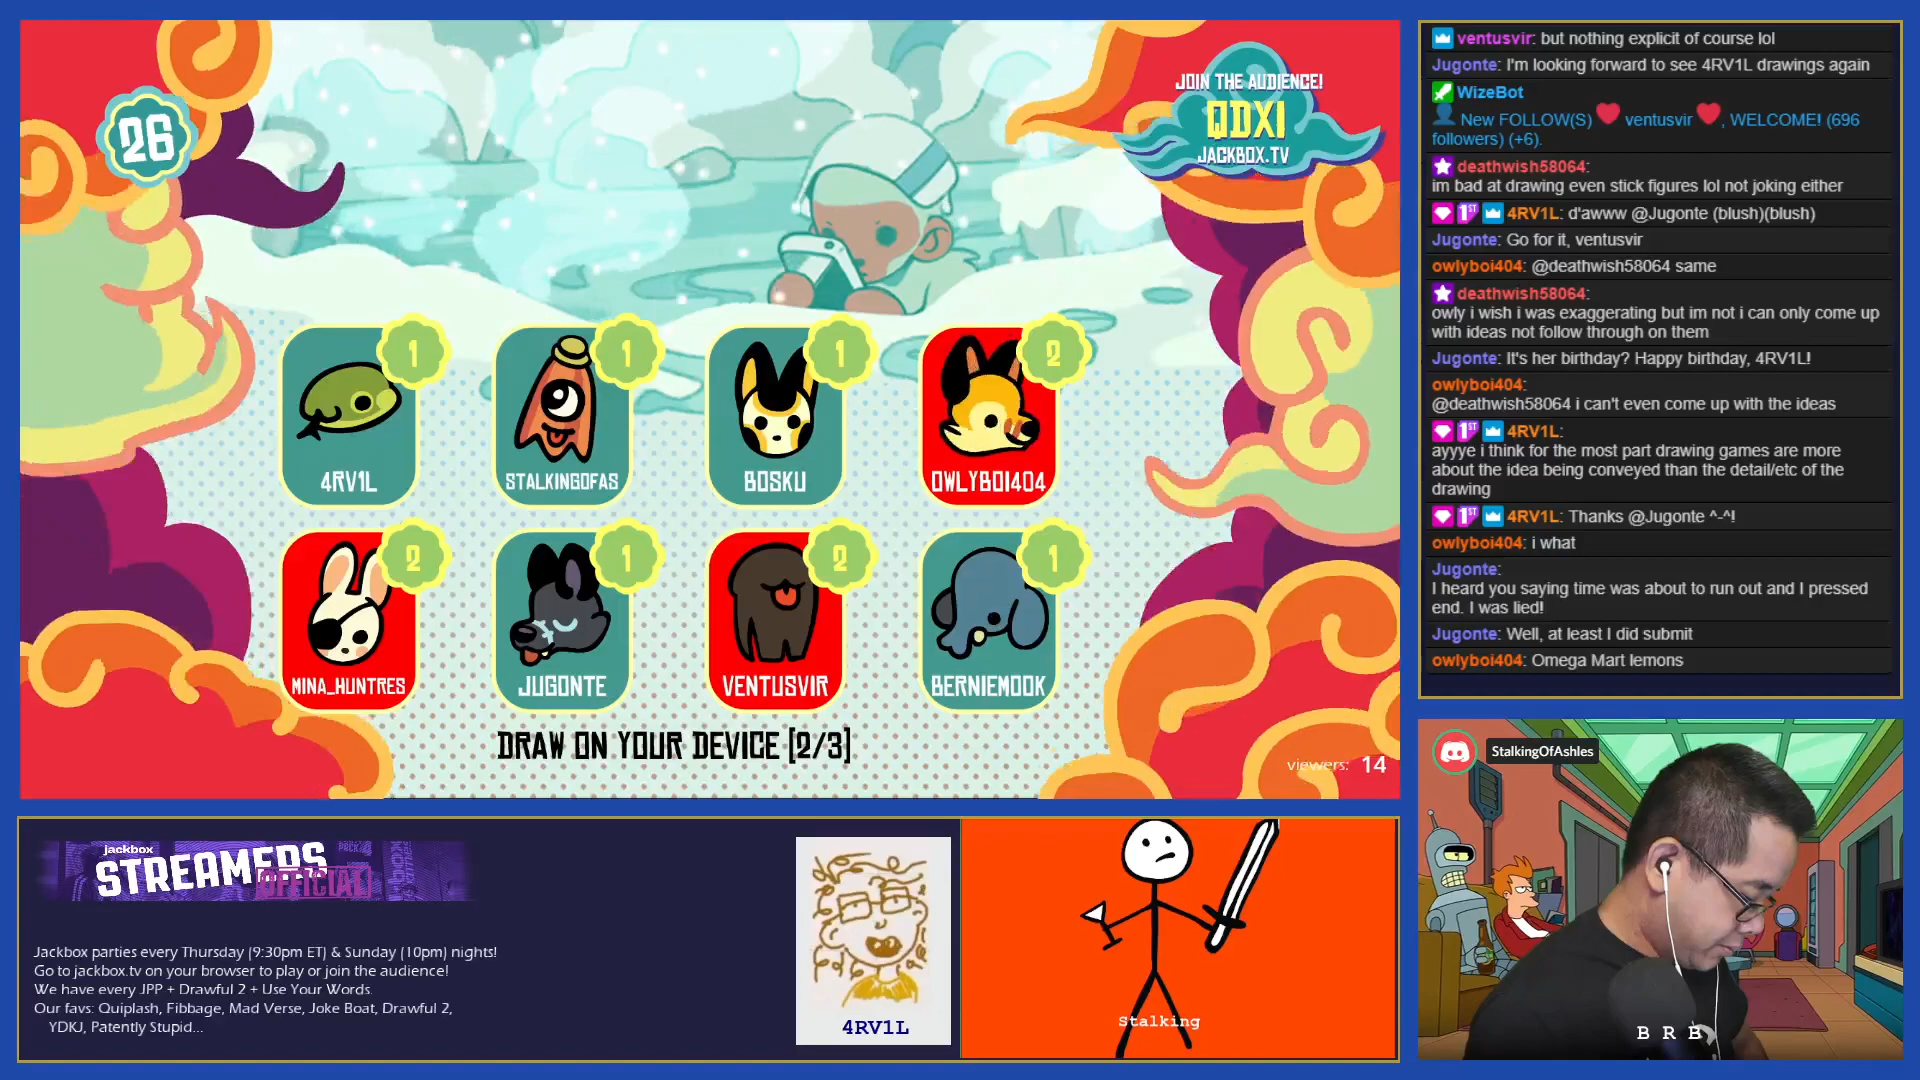 26
JOIN THE AUDIENCE!
QDXI
JACKBOX.TV
1
1
1
2
4RV1L
STALKINGOFAS
BOSKU
OWLYBOI404
2
1
2
1
MINA_HUNTRES
JUGONTE
VENTUSVIR
BERNIEMOOK
DRAW ON YOUR DEVICE [2/3]
viewers: 14
ventusvir: but nothing explicit of course lol
Jugonte: I'm looking forward to see 4RV1L drawings again
WizeBot
New FOLLOW(S) ventusvir , WELCOME! (696
followers) (+6).
deathwish58064:
im bad at drawing even stick figures lol not joking either
1ST 4RV1L: d'awww @Jugonte (blush)(blush)
Jugonte: Go for it, ventusvir
owlyboi404: @deathwish58064 same
deathwish58064:
owly i wish i was exaggerating but im not i can only come up
with ideas not follow through on them
Jugonte: It's her birthday? Happy birthday, 4RV1L!
owlyboi404:
@deathwish58064 i can't even come up with the ideas
1ST 4RV1L:
ayyye i think for the most part drawing games are more
about the idea being conveyed than the detail/etc of the
drawing
1ST 4RV1L: Thanks @Jugonte ^-^!
owlyboi404: i what
Jugonte:
I heard you saying time was about to run out and I pressed
end. I was lied!
Jugonte: Well, at least I did submit
owlyboi404: Omega Mart lemons
jackbox
STREAMERS
OFFICIAL
Jackbox parties every Thursday (9:30pm ET) & Sunday (10pm) nights!
Go to jackbox.tv on your browser to play or join the audience!
We have every JPP + Drawful 2 + Use Your Words.
Our favs: Quiplash, Fibbage, Mad Verse, Joke Boat, Drawful 2,
YDKJ, Patently Stupid...
4RV1L
Stalking
StalkingOfAshles
B R B